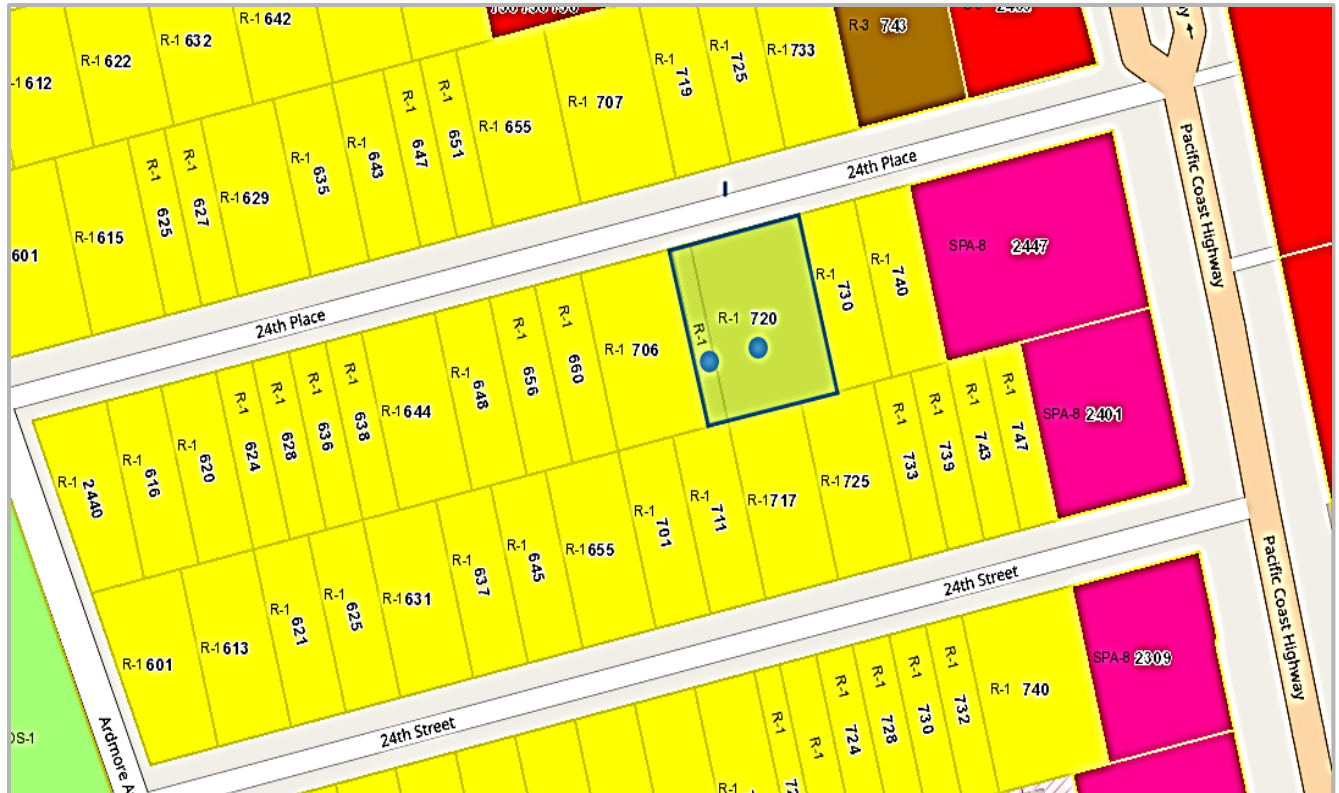 R-1 642
R-1 632
R-1 622
-1 612
R-3 743
R-1 733
R-1 725
R-1 719
R-1 707
R-1 655
R-1 651
R-1 647
R-1 643
R-1 635
R-1 629
R-1 627
R-1 625
R-1 615
601
24th Place
24th Place
Pacific Coast Highway
SPA-8 2447
R-1 740
R-1 730
R-1 720
R-1
R-1 706
R-1 660
R-1 656
R-1 648
R-1 644
R-1 638
R-1 636
R-1 628
R-1 624
R-1 620
R-1 616
R-1 2440
SPA-8 2401
R-1 747
R-1 743
R-1 739
R-1 733
R-1 725
R-1 717
R-1 711
R-1 701
R-1 655
R-1 645
R-1 637
R-1 631
R-1 625
R-1 621
R-1 613
R-1 601
24th Street
24th Street
Pacific Coast Highway
SPA-8 2309
R-1 740
R-1 732
R-1 730
R-1 728
R-1 724
R-1
R-1
R-1
OS-1
Ardmore A